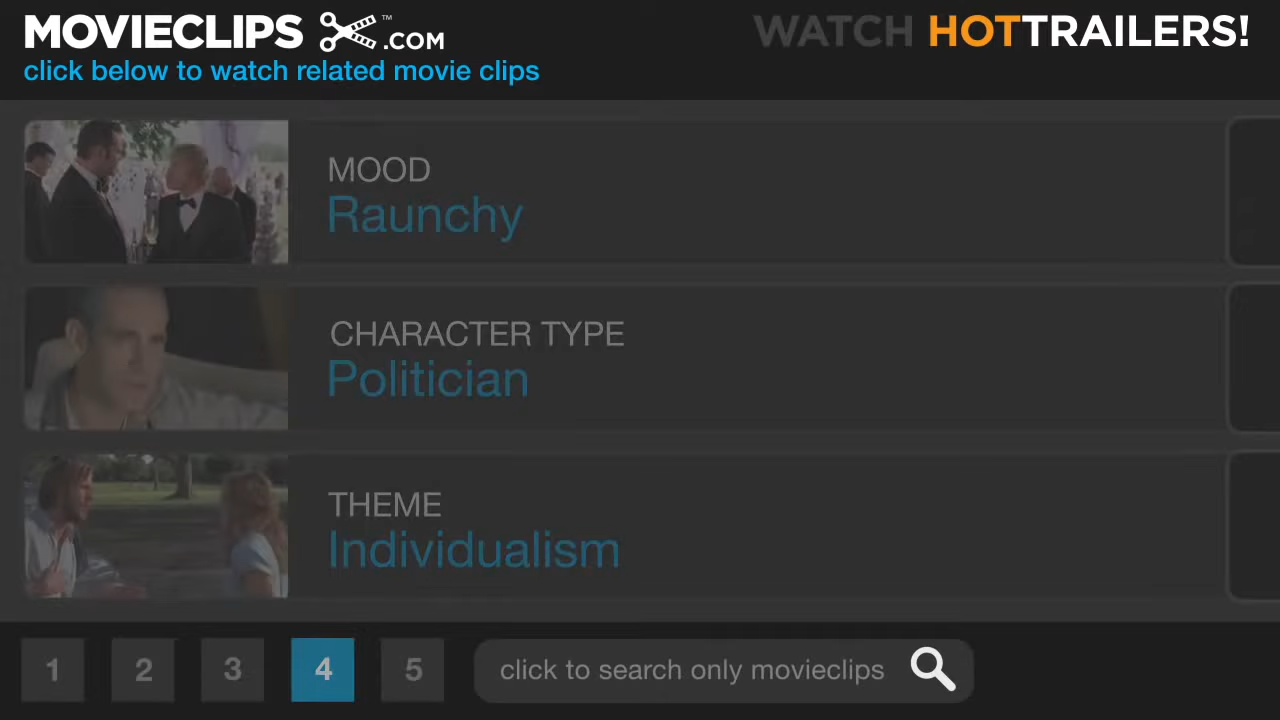 MOVIECLIPS ™ .COM
WATCH HOTTRAILERS!
click below to watch related movie clips
MOOD
Raunchy
CHARACTER TYPE
Politician
THEME
Individualism
1 2 3 4 5 click to search only movieclips